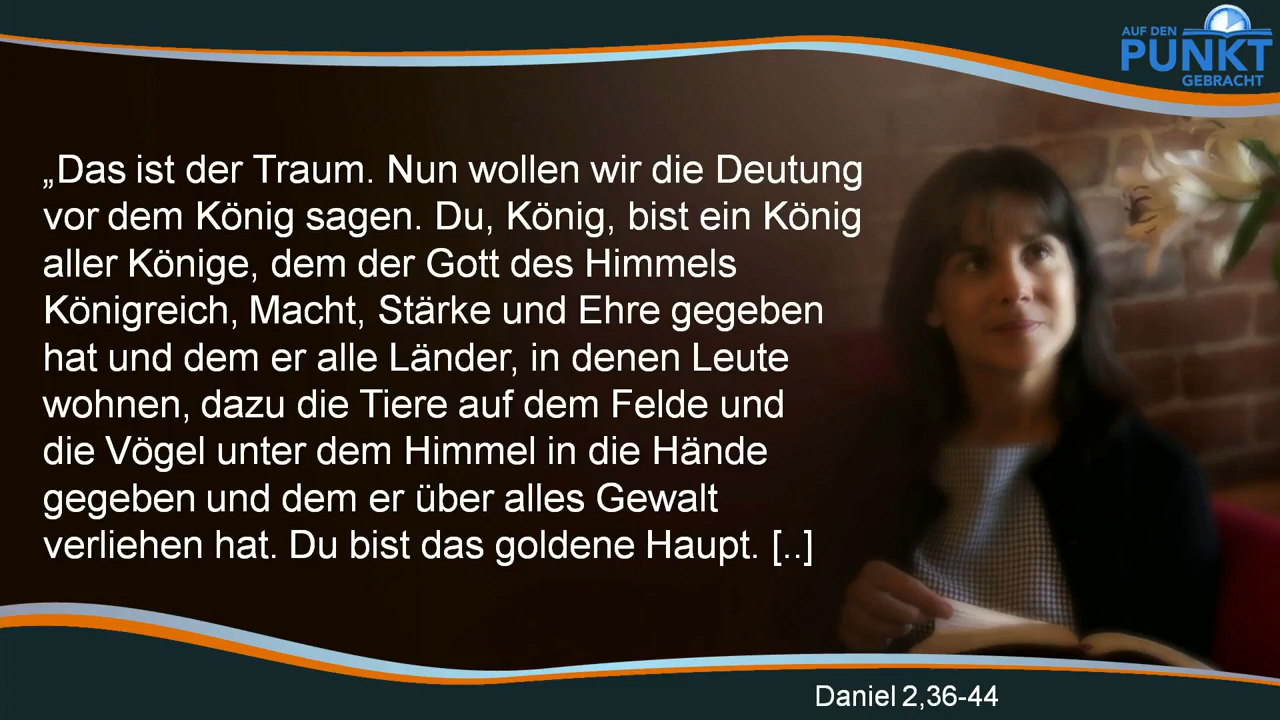 AUF DEN
PUNKT
GEBRACHT
„Das ist der Traum. Nun wollen wir die Deutung
vor dem König sagen. Du, König, bist ein König
aller Könige, dem der Gott des Himmels
Königreich, Macht, Stärke und Ehre gegeben
hat und dem er alle Länder, in denen Leute
wohnen, dazu die Tiere auf dem Felde und
die Vögel unter dem Himmel in die Hände
gegeben und dem er über alles Gewalt
verliehen hat. Du bist das goldene Haupt. [..]
Daniel 2,36-44